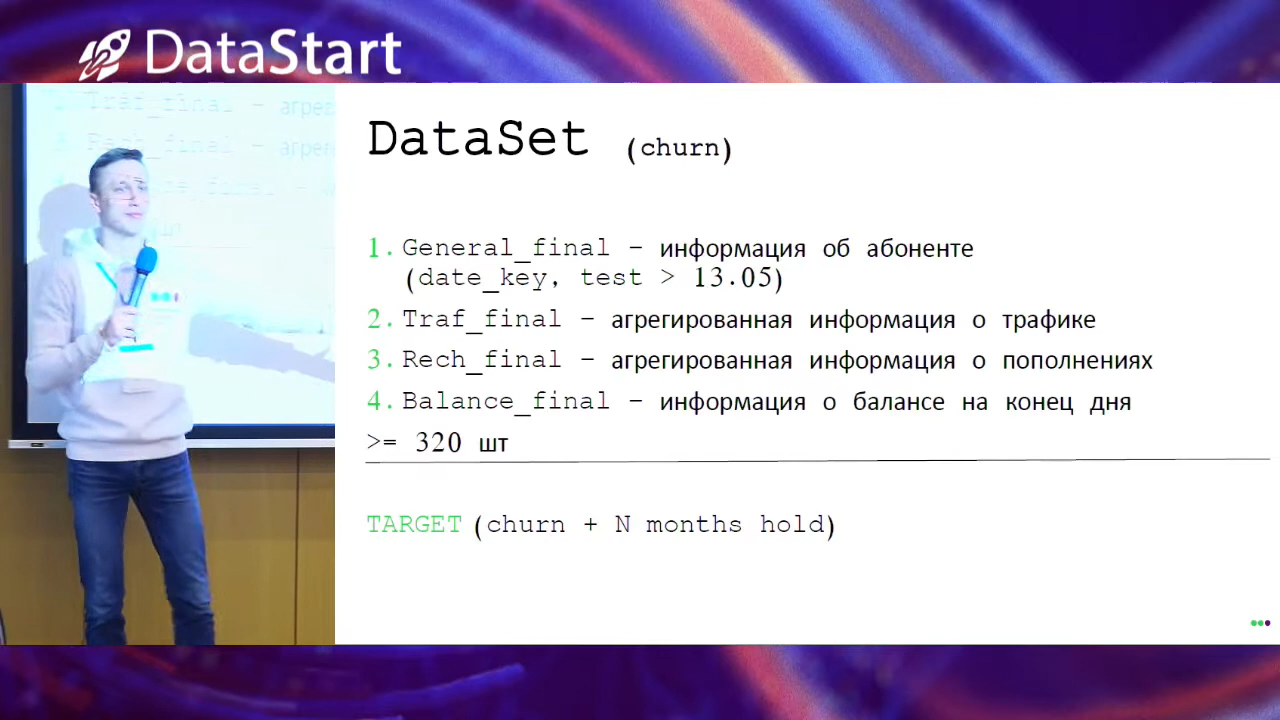 DataStart
DataSet (churn)
1. General_final – информация об абоненте
(date_key, test > 13.05)
2. Traf_final – агрегированная информация о трафике
3. Rech_final – агрегированная информация о пополнениях
4. Balance_final – информация о балансе на конец дня
>= 320 шт
TARGET (churn + N months hold)